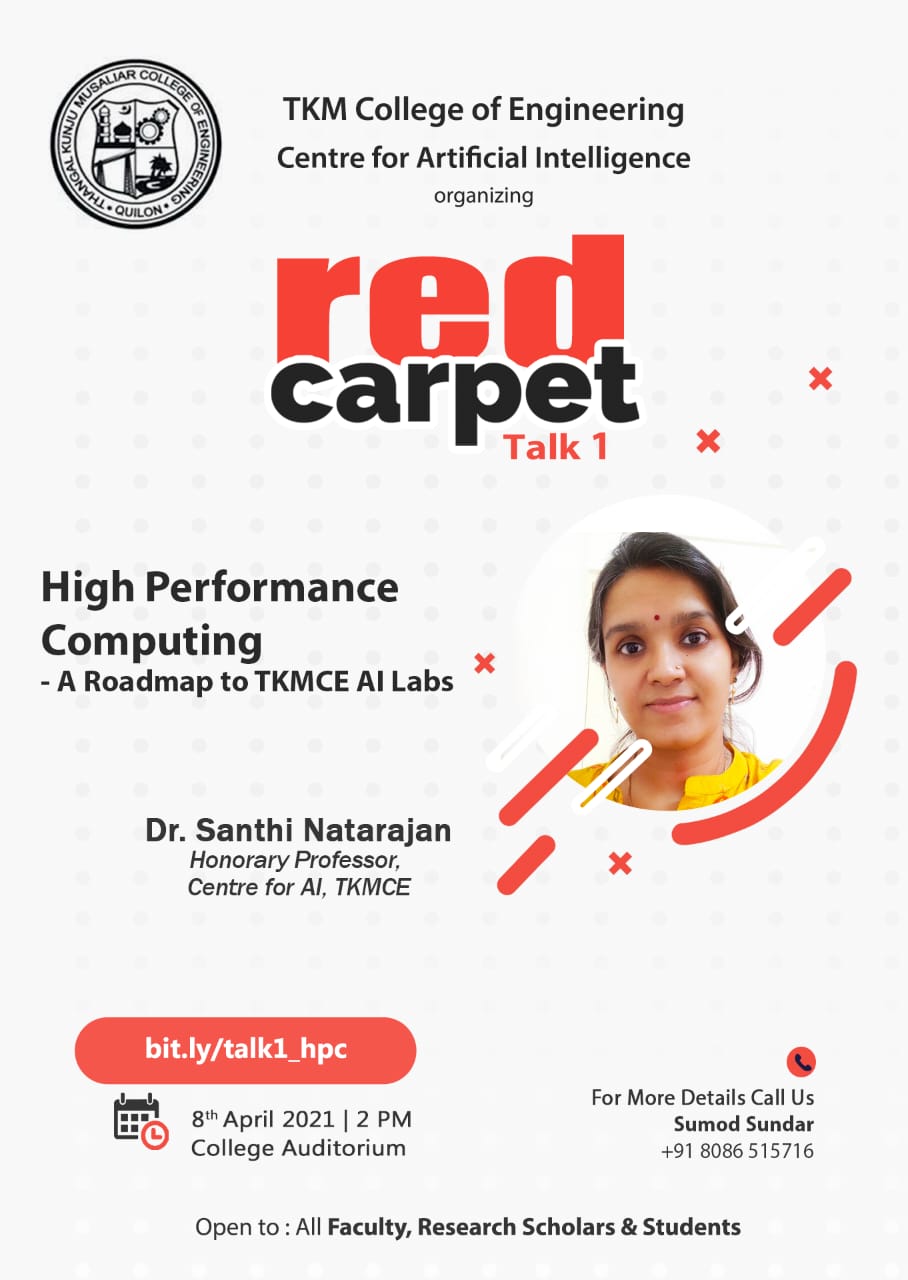 THANGAL KUNJU MUSALIAR COLLEGE OF ENGINEERING
• QUILON •
TKM College of Engineering
Centre for Artificial Intelligence
organizing
red
carpet
Talk 1
High Performance
Computing
- A Roadmap to TKMCE AI Labs
Dr. Santhi Natarajan
Honorary Professor,
Centre for AI, TKMCE
bit.ly/talk1_hpc
8th April 2021 | 2 PM
College Auditorium
For More Details Call Us
Sumod Sundar
+91 8086 515716
Open to : All Faculty, Research Scholars & Students